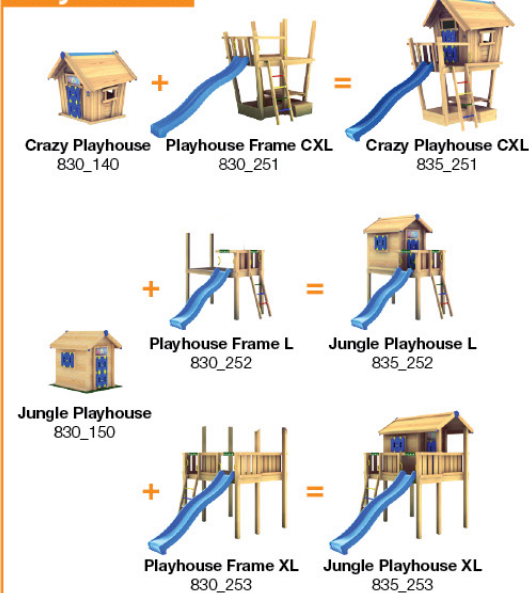 Crazy Playhouse
830_140
+
Playhouse Frame CXL
830_251
=
Crazy Playhouse CXL
835_251
Jungle Playhouse
830_150
+
Playhouse Frame L
830_252
=
Jungle Playhouse L
835_252
+
Playhouse Frame XL
830_253
=
Jungle Playhouse XL
835_253